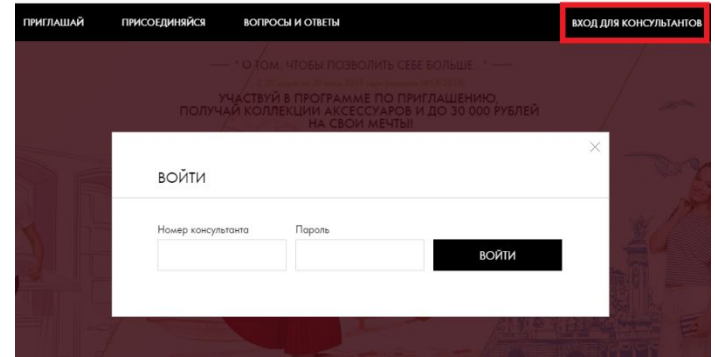 ПРИГЛАШАЙ ПРИСОЕДИНЯЙСЯ ВОПРОСЫ И ОТВЕТЫ ВХОД ДЛЯ КОНСУЛЬТАНТОВ
— "О ТОМ, ЧТОБЫ ПОЗВОЛИТЬ СЕБЕ БОЛЬШЕ..." —
УЧАСТВУЙ В ПРОГРАММЕ ПО ПРИГЛАШЕНИЮ,
ПОЛУЧАЙ КОЛЛЕКЦИИ АКСЕССУАРОВ И ДО 30 000 РУБЛЕЙ
НА СВОИ МЕЧТЫ!
ВОЙТИ
Номер консультанта Пароль
ВОЙТИ